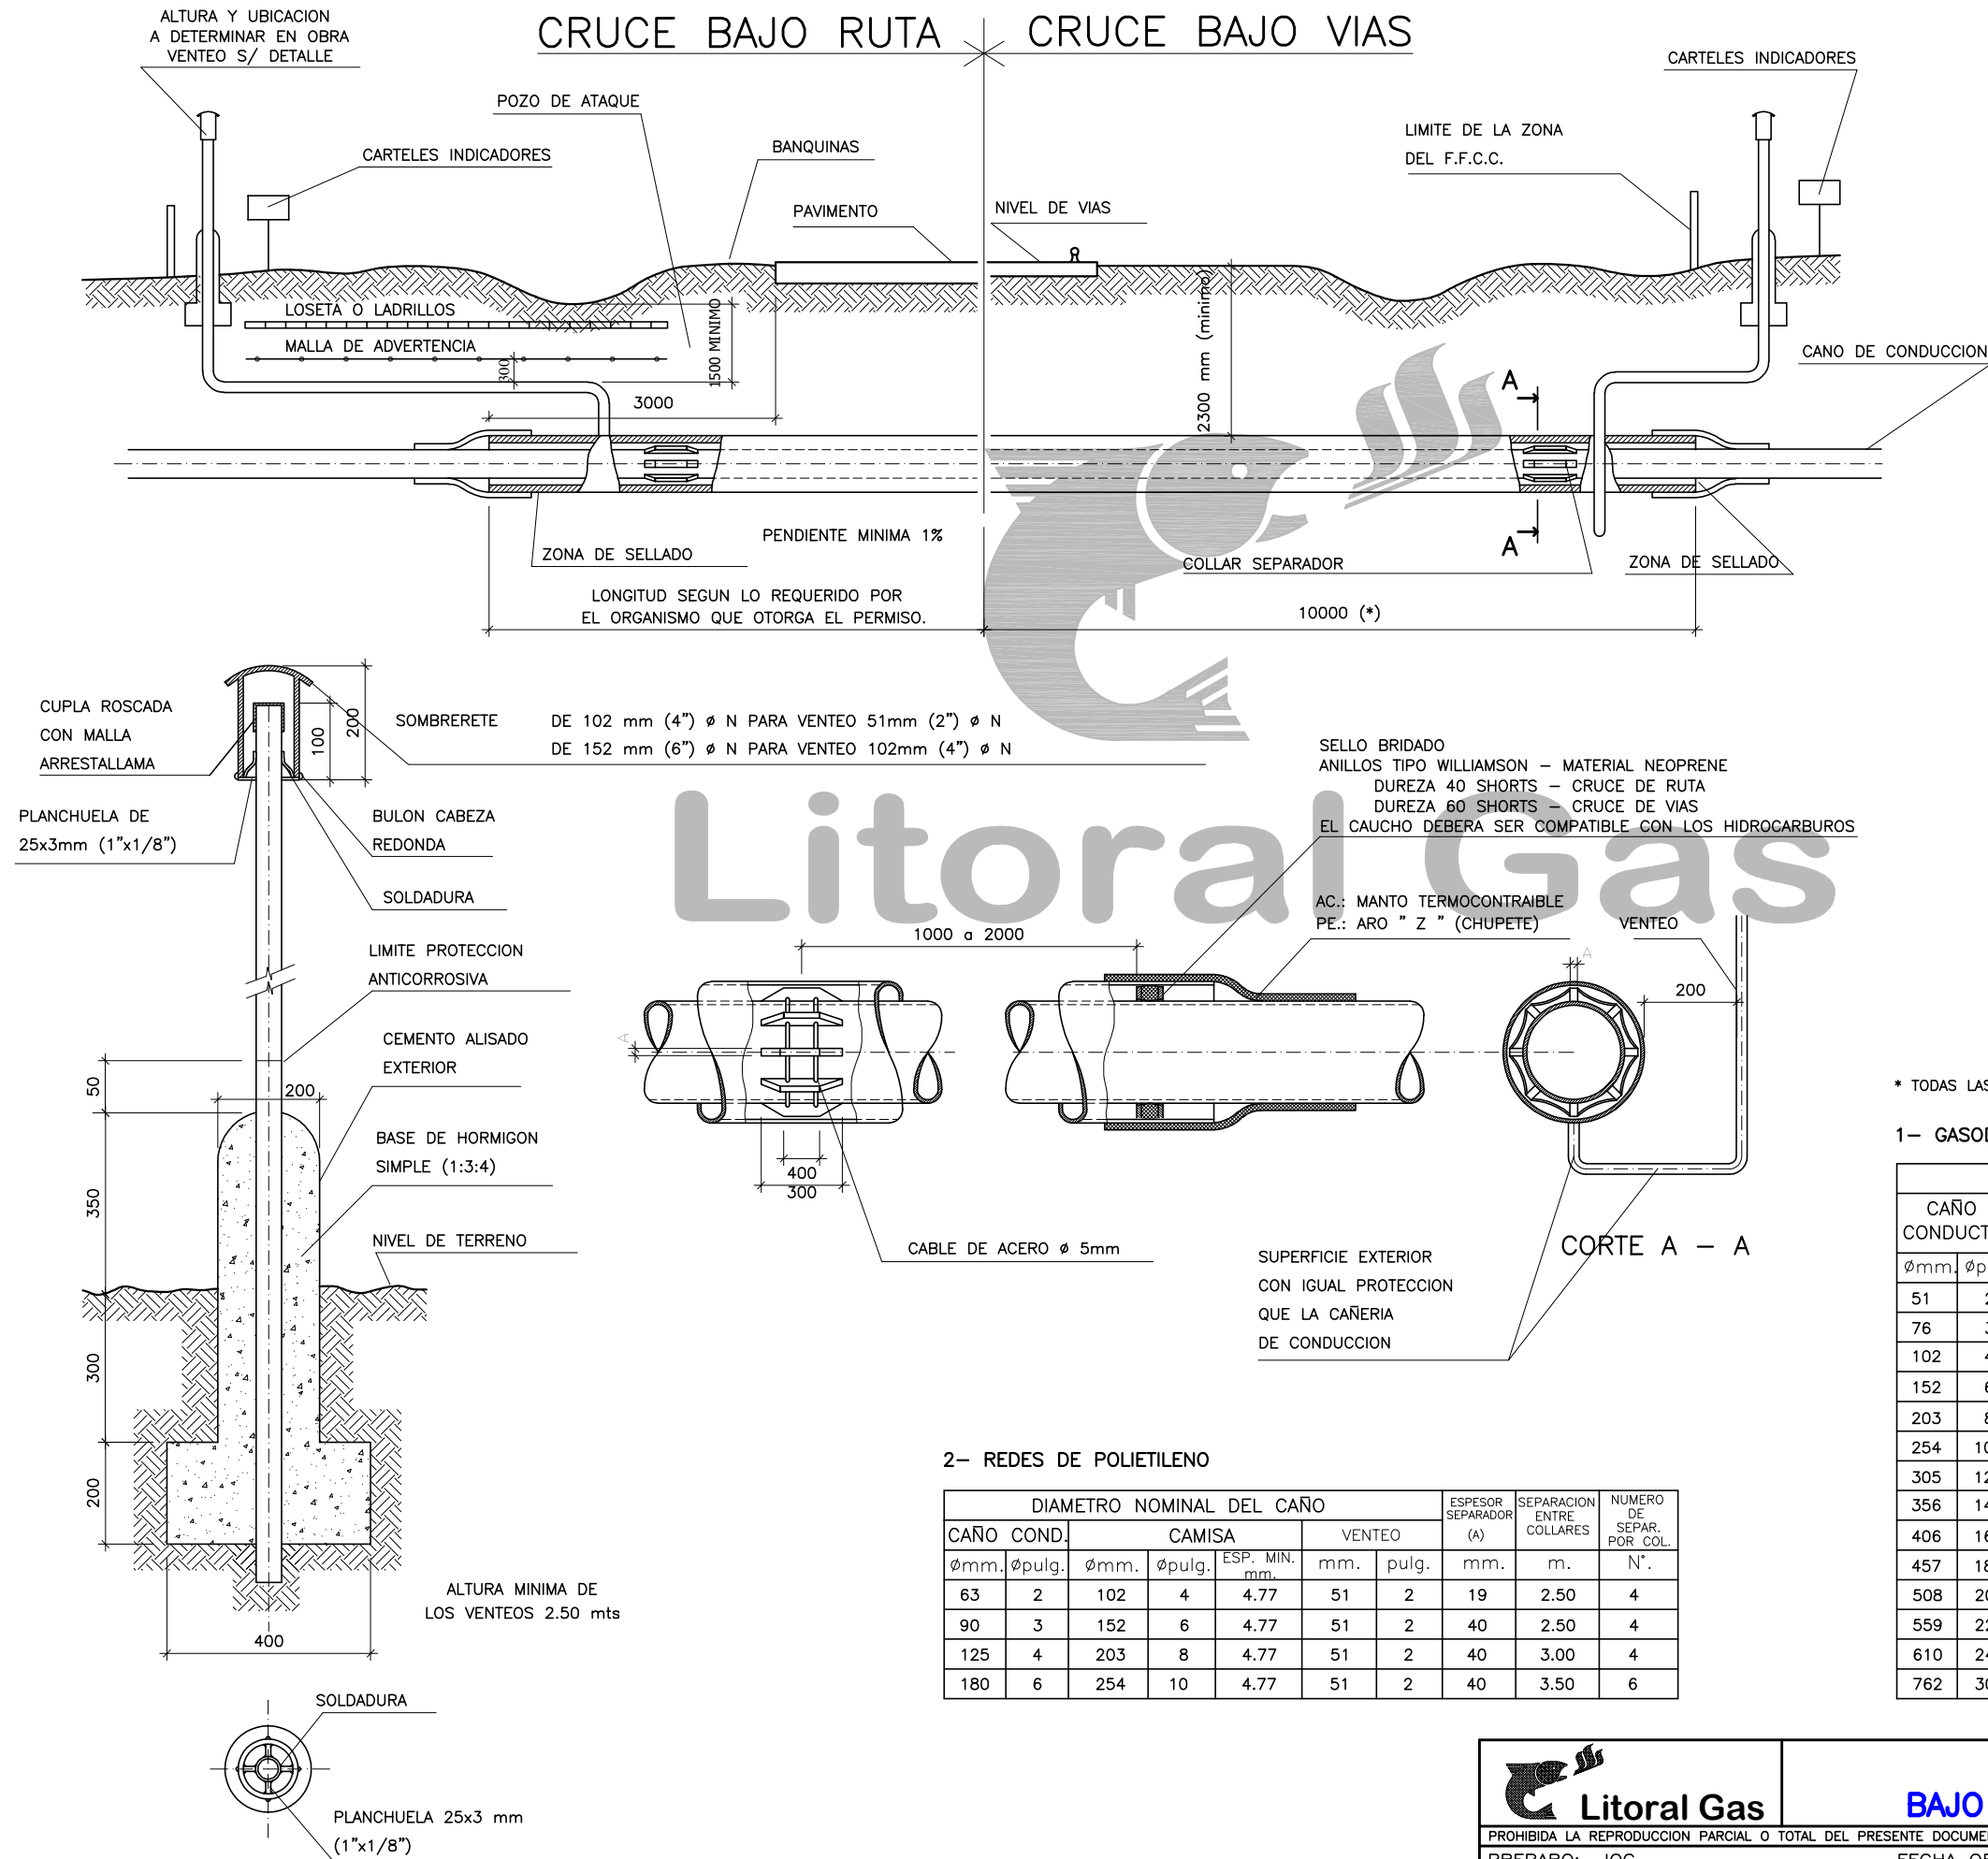 ALTURA Y UBICACION
A DETERMINAR EN OBRA
VENTEO S/ DETALLE
CRUCE BAJO RUTA
CRUCE BAJO VIAS
CARTELES INDICADORES
POZO DE ATAQUE
CARTELES INDICADORES
BANQUINAS
LIMITE DE LA ZONA
DEL F.F.C.C.
PAVIMENTO
NIVEL DE VIAS
LOSETA O LADRILLOS
MALLA DE ADVERTENCIA
300
1500 MINIMO
2300 mm (minimo)
3000
CANO DE CONDUCCION
A
A
PENDIENTE MINIMA 1%
ZONA DE SELLADO
COLLAR SEPARADOR
ZONA DE SELLADO
LONGITUD SEGUN LO REQUERIDO POR
EL ORGANISMO QUE OTORGA EL PERMISO.
10000 (*)
CUPLA ROSCADA
CON MALLA
ARRESTALLAMA
100
200
SOMBRERETE
DE 102 mm (4") ø N PARA VENTEO 51mm (2") ø N
DE 152 mm (6") ø N PARA VENTEO 102mm (4") ø N
PLANCHUELA DE
25x3mm (1"x1/8")
BULON CABEZA
REDONDA
SOLDADURA
SELLO BRIDADO
ANILLOS TIPO WILLIAMSON – MATERIAL NEOPRENE
DUREZA 40 SHORTS – CRUCE DE RUTA
DUREZA 60 SHORTS – CRUCE DE VIAS
EL CAUCHO DEBERA SER COMPATIBLE CON LOS HIDROCARBUROS
Litoral Gas
AC.: MANTO TERMOCONTRAIBLE
PE.: ARO " Z " (CHUPETE)
VENTEO
1000 a 2000
A
A
200
LIMITE PROTECCION
ANTICORROSIVA
CEMENTO ALISADO
EXTERIOR
50
200
BASE DE HORMIGON
SIMPLE (1:3:4)
350
NIVEL DE TERRENO
300
200
400
400
300
CABLE DE ACERO ø 5mm
SUPERFICIE EXTERIOR
CON IGUAL PROTECCION
QUE LA CAÑERIA
DE CONDUCCION
CORTE A – A
ALTURA MINIMA DE
LOS VENTEOS 2.50 mts
SOLDADURA
PLANCHUELA 25x3 mm
(1"x1/8")
2– REDES DE POLIETILENO
DIAMETRO NOMINAL DEL CAÑO ESPESOR SEPARADOR (A) SEPARACION ENTRE COLLARES NUMERO DE SEPAR. POR COL.
CAÑO COND. CAMISA VENTEO
ømm. øpulg. ømm. øpulg. ESP. MIN. mm. mm. pulg. mm. m. N°.
63 2 102 4 4.77 51 2 19 2.50 4
90 3 152 6 4.77 51 2 40 2.50 4
125 4 203 8 4.77 51 2 40 3.00 4
180 6 254 10 4.77 51 2 40 3.50 6
* TODAS LAS
1–
CAÑO
ømm.
51
76
102
152
203
254 10
305
356
406
457
508
559
610
762
Litoral Gas
BAJO
PROHIBIDA LA REPRODUCCION PARCIAL O TOTAL DEL PRESENTE